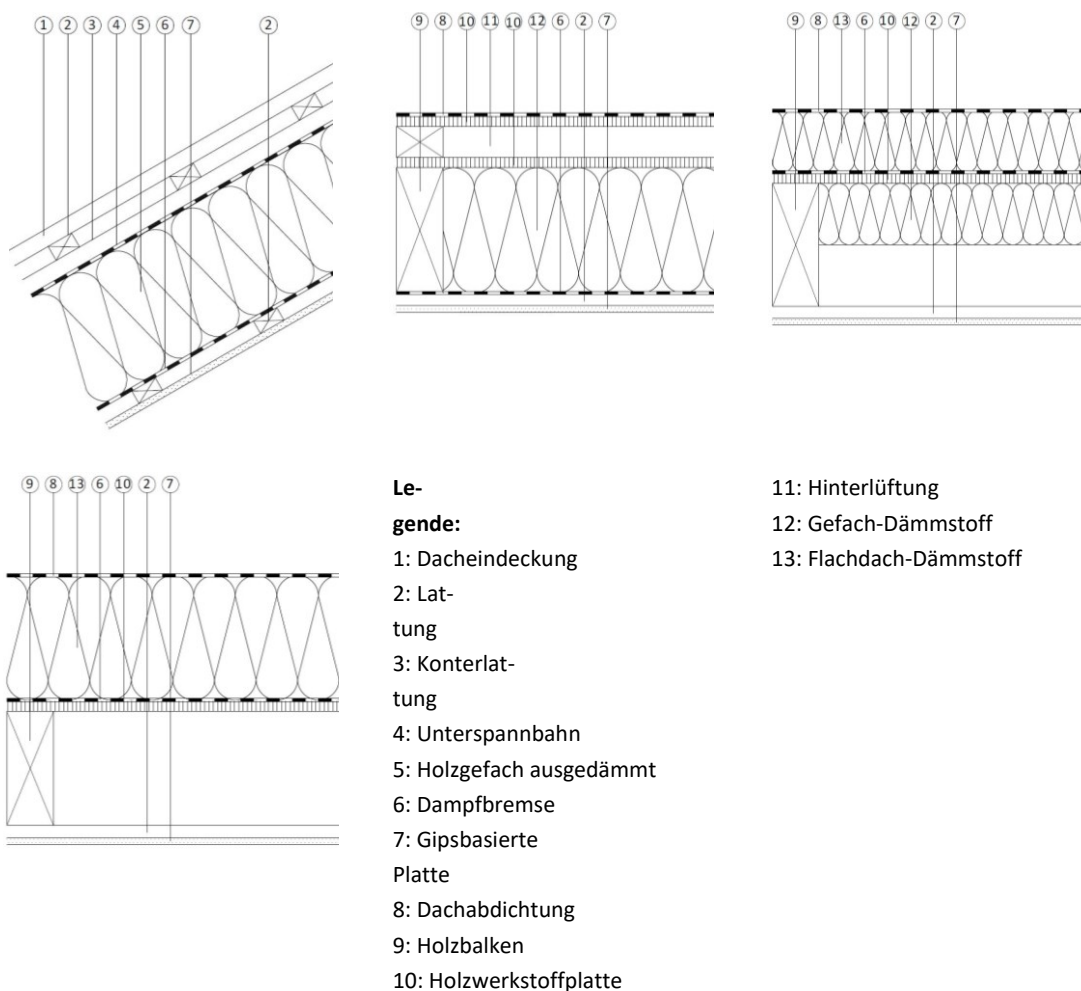 1 2 3 4 5 6 7 2
9 8 10 11 10 12 6 2 7
9 8 13 6 10 12 2 7
9 8 13 6 10 2 7
Le-
gende:
1: Dacheindeckung
2: Lat-
tung
3: Konterlat-
tung
4: Unterspannbahn
5: Holzgefach ausgedämmt
6: Dampfbremse
7: Gipsbasierte
Platte
8: Dachabdichtung
9: Holzbalken
10: Holzwerkstoffplatte
11: Hinterlüftung
12: Gefach-Dämmstoff
13: Flachdach-Dämmstoff